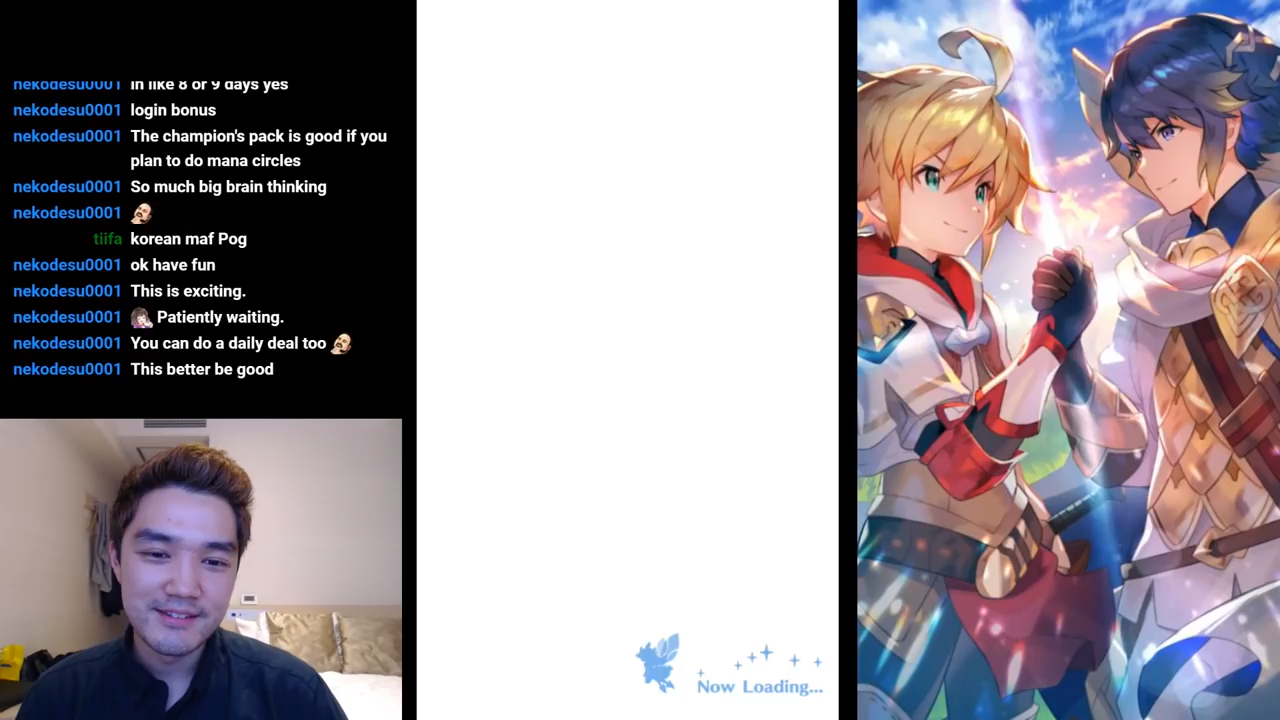 nekodesu0001 in like 8 or 9 days yes
nekodesu0001 login bonus
nekodesu0001 The champion's pack is good if you
plan to do mana circles
nekodesu0001 So much big brain thinking
nekodesu0001
tiifa korean maf Pog
nekodesu0001 ok have fun
nekodesu0001 This is exciting.
nekodesu0001 Patiently waiting.
nekodesu0001 You can do a daily deal too
nekodesu0001 This better be good
Now Loading...